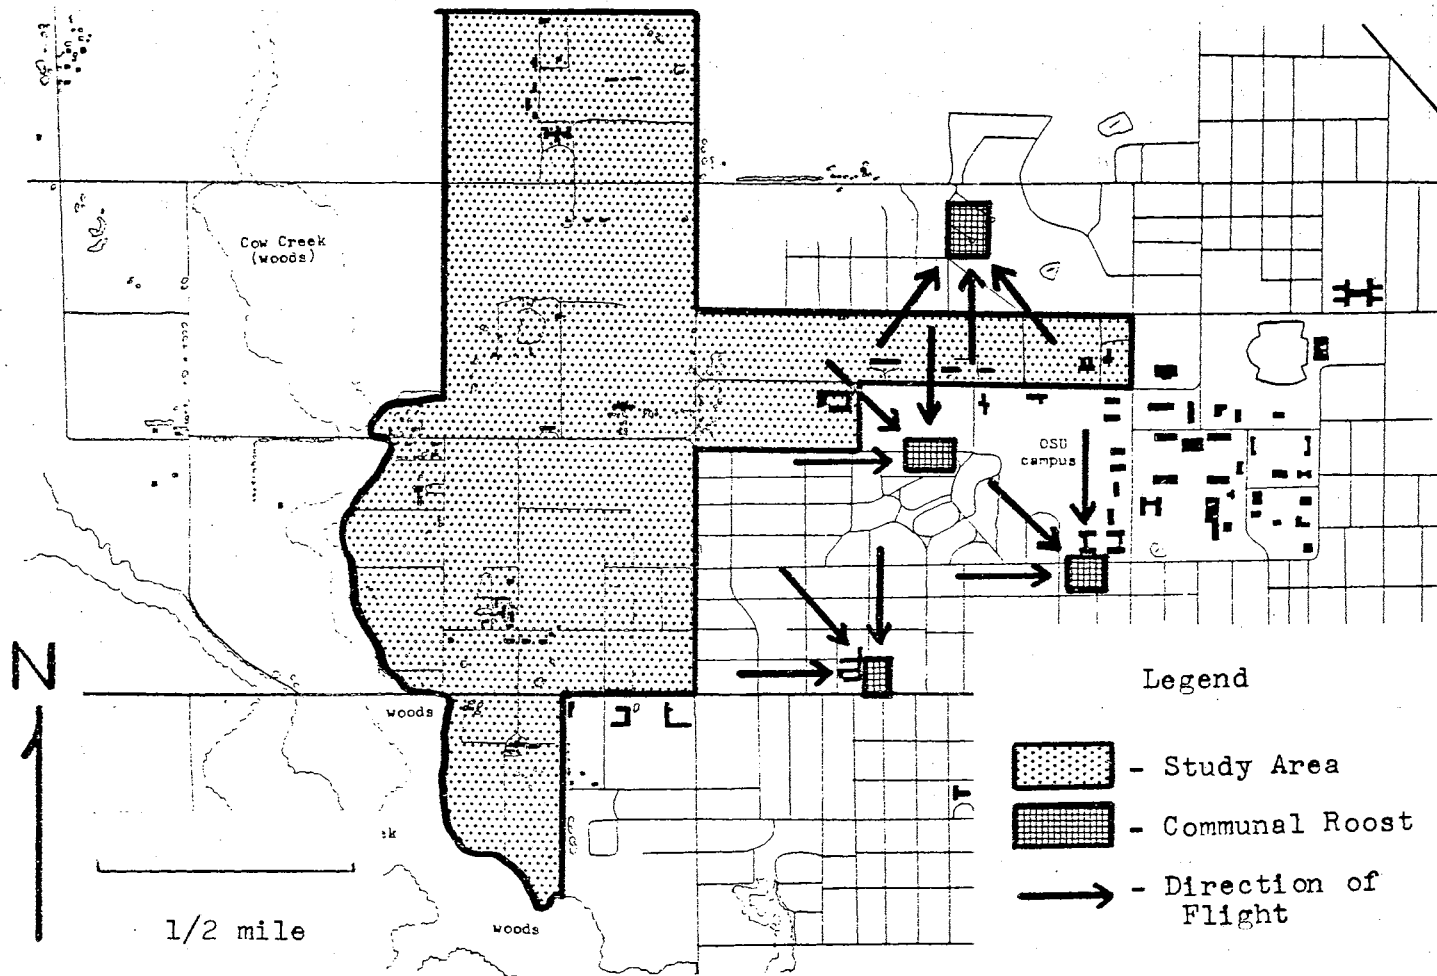 Cow Creek
(woods)
OSU
campus
N
woods
Legend
- Study Area
- Communal Roost
- Direction of
Flight
1/2 mile
woods